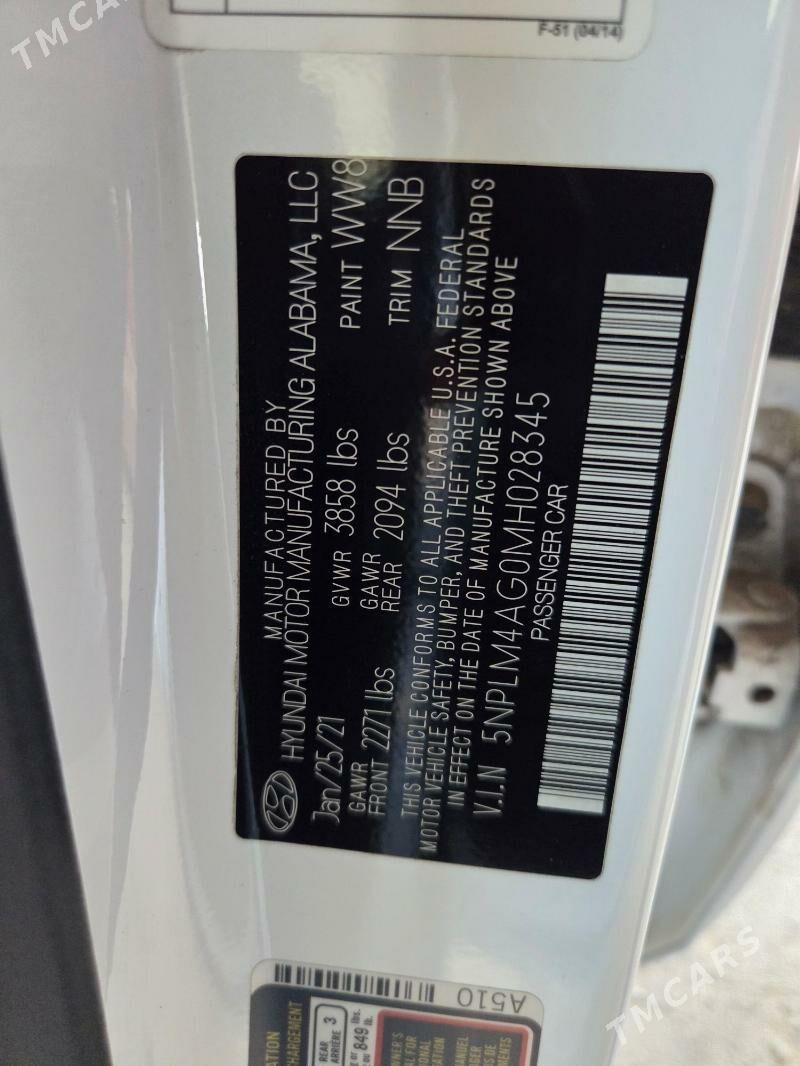 TMCARS
F-51 (04/14)
MANUFACTURED BY
HYUNDAI MOTOR MANUFACTURING ALABAMA, LLC
Jan/25/21 GVWR 3858 lbs PAINT WW8
GAWR FRONT 2271 lbs GAWR REAR 2094 lbs TRIM NNB
THIS VEHICLE CONFORMS TO ALL APPLICABLE U.S.A. FEDERAL
MOTOR VEHICLE SAFETY, BUMPER, AND THEFT PREVENTION STANDARDS
IN EFFECT ON THE DATE OF MANUFACTURE SHOWN ABOVE
V.I.N 5NPLM4AG0MH028345
PASSENGER CAR
A510
CHARGEMENT
REAR
ARRIÈRE 3
849 lb.
TMCARS